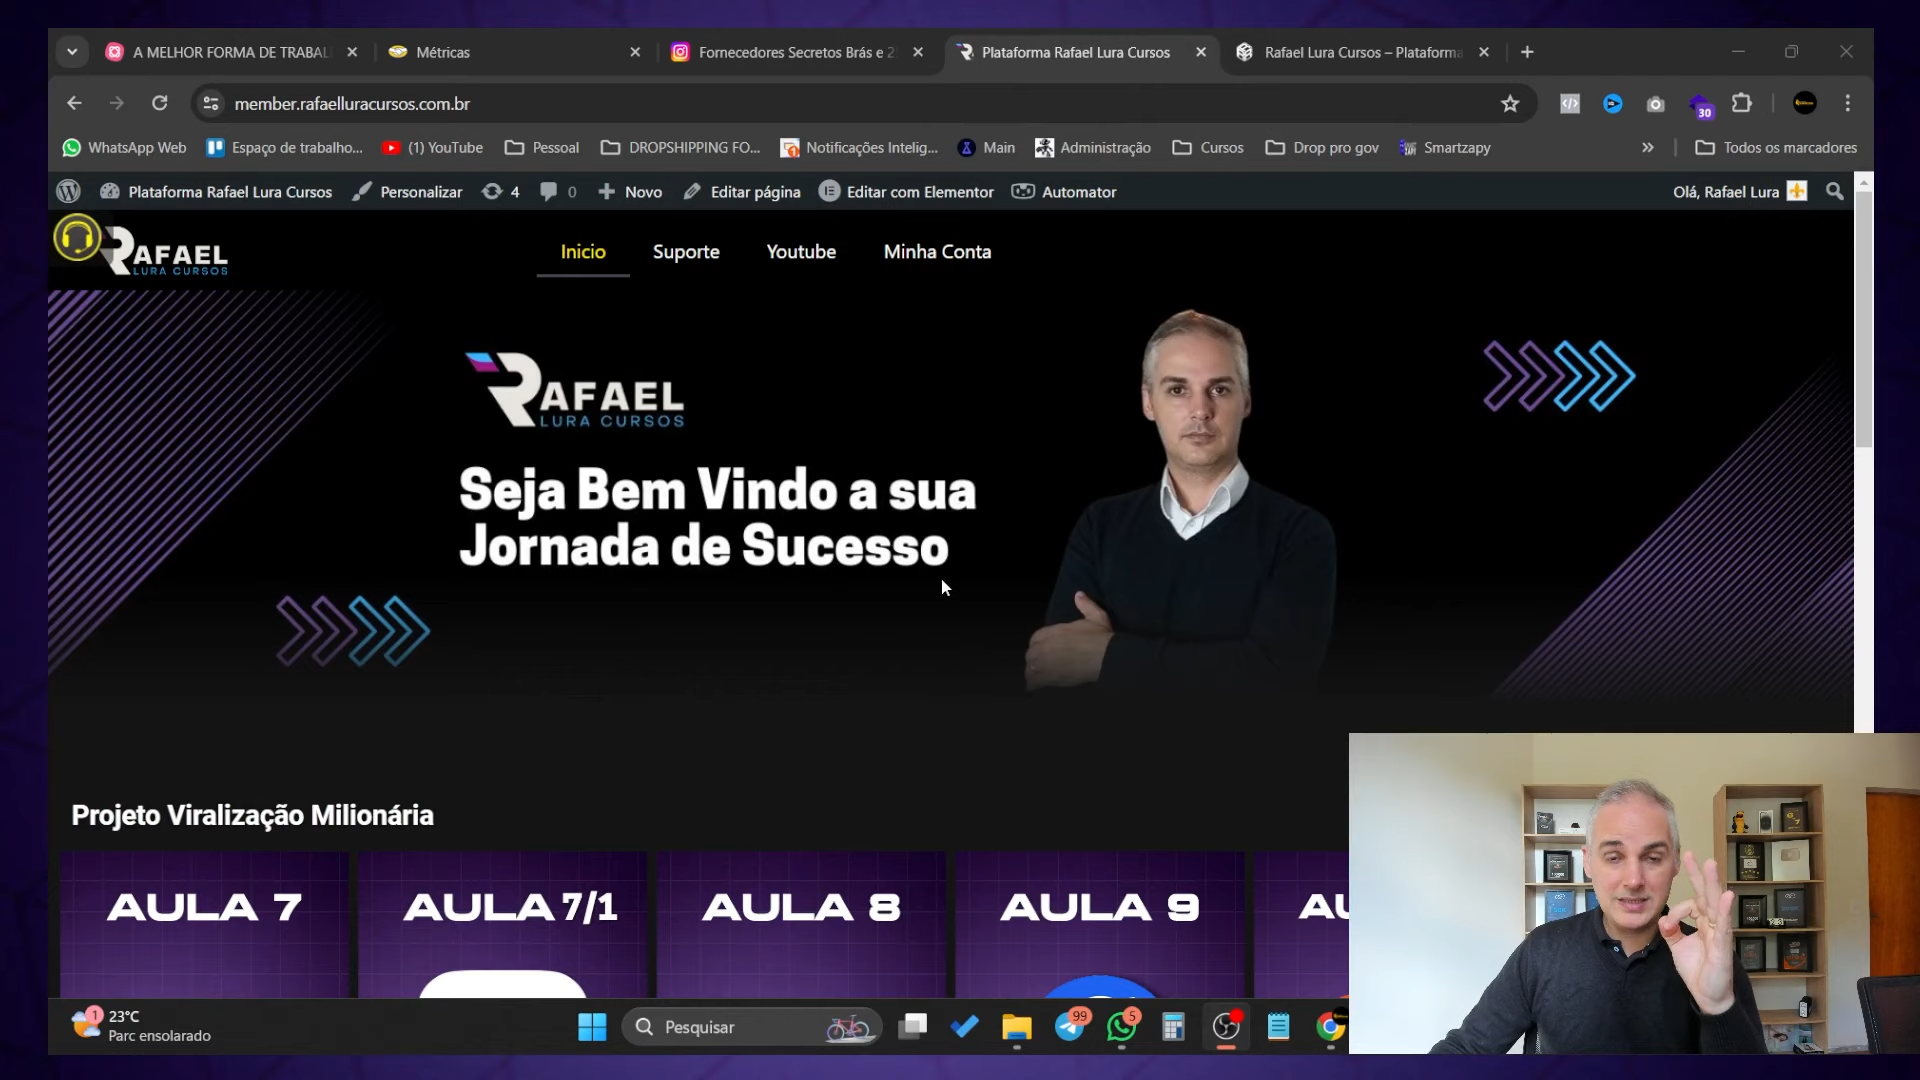 A MELHOR FORMA DE TRABAL
Métricas
Fornecedores Secretos Brás e 2
Plataforma Rafael Lura Cursos
Rafael Lura Cursos – Plataforma
member.rafaelluracursos.com.br
30
WhatsApp Web
Espaço de trabalho...
(1) YouTube
Pessoal
DROPSHIPPING FO...
Notificações Intelig...
Main
Administração
Cursos
Drop pro gov
Smartzapy
»
Todos os marcadores
Plataforma Rafael Lura Cursos
Personalizar
4
0
Novo
Editar página
Editar com Elementor
Automator
Olá, Rafael Lura
RAFAEL
LURA CURSOS
Inicio
Suporte
Youtube
Minha Conta
RAFAEL
LURA CURSOS
Seja Bem Vindo a sua
Jornada de Sucesso
Projeto Viralização Milionária
AULA 7
AULA 7/1
AULA 8
AULA 9
AU
1
23°C
Parc ensolarado
Pesquisar
99
5